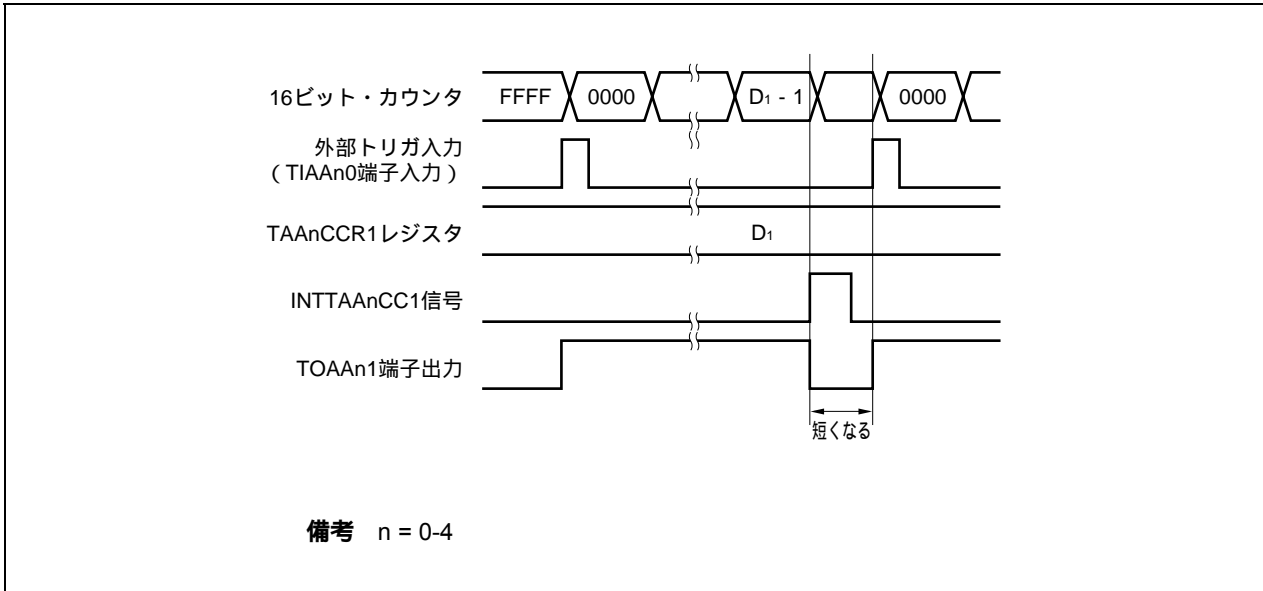 16ビット・カウンタ FFFF 0000 D1 - 1 0000
外部トリガ入力
（TIAAn0端子入力）
TAAnCCR1レジスタ D1
INTTAAnCC1信号
TOAAn1端子出力
短くなる
備考 n = 0-4